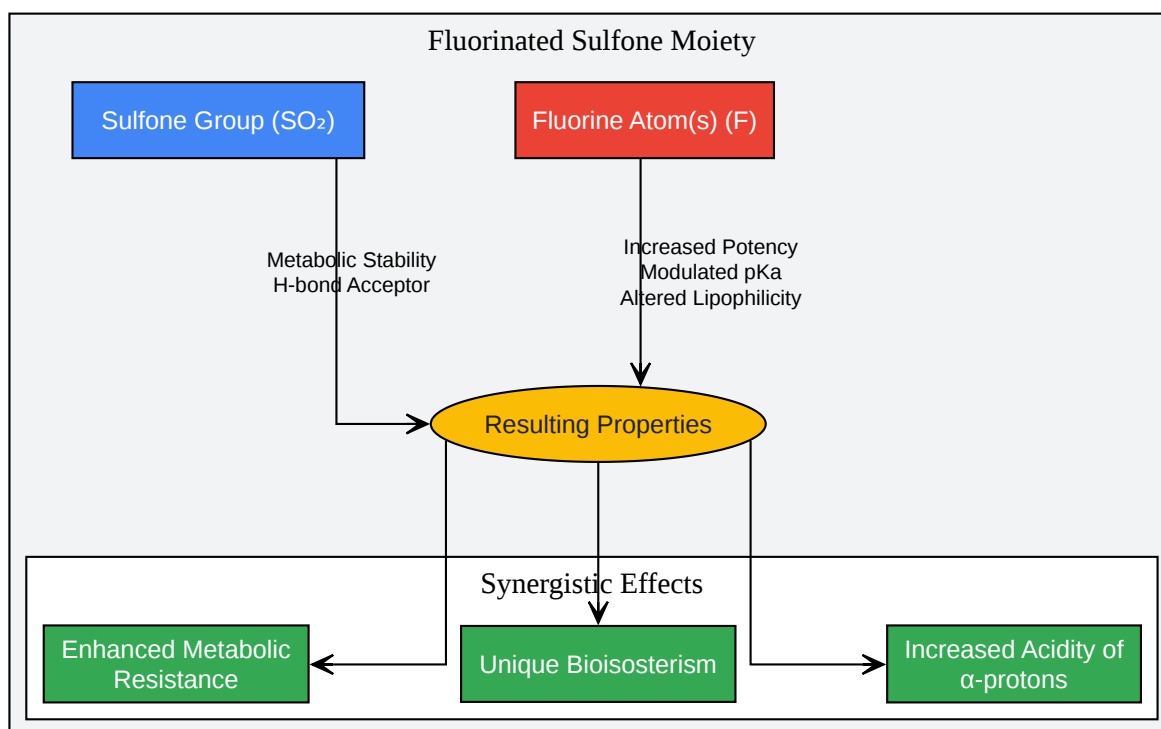 Fluorinated Sulfone Moiety
Sulfone Group (SO₂)
Fluorine Atom(s) (F)
Metabolic Stability
H-bond Acceptor
Increased Potency
Modulated pKa
Altered Lipophilicity
Resulting Properties
Synergistic Effects
Enhanced Metabolic
Resistance
Unique Bioisosterism
Increased Acidity of
α-protons